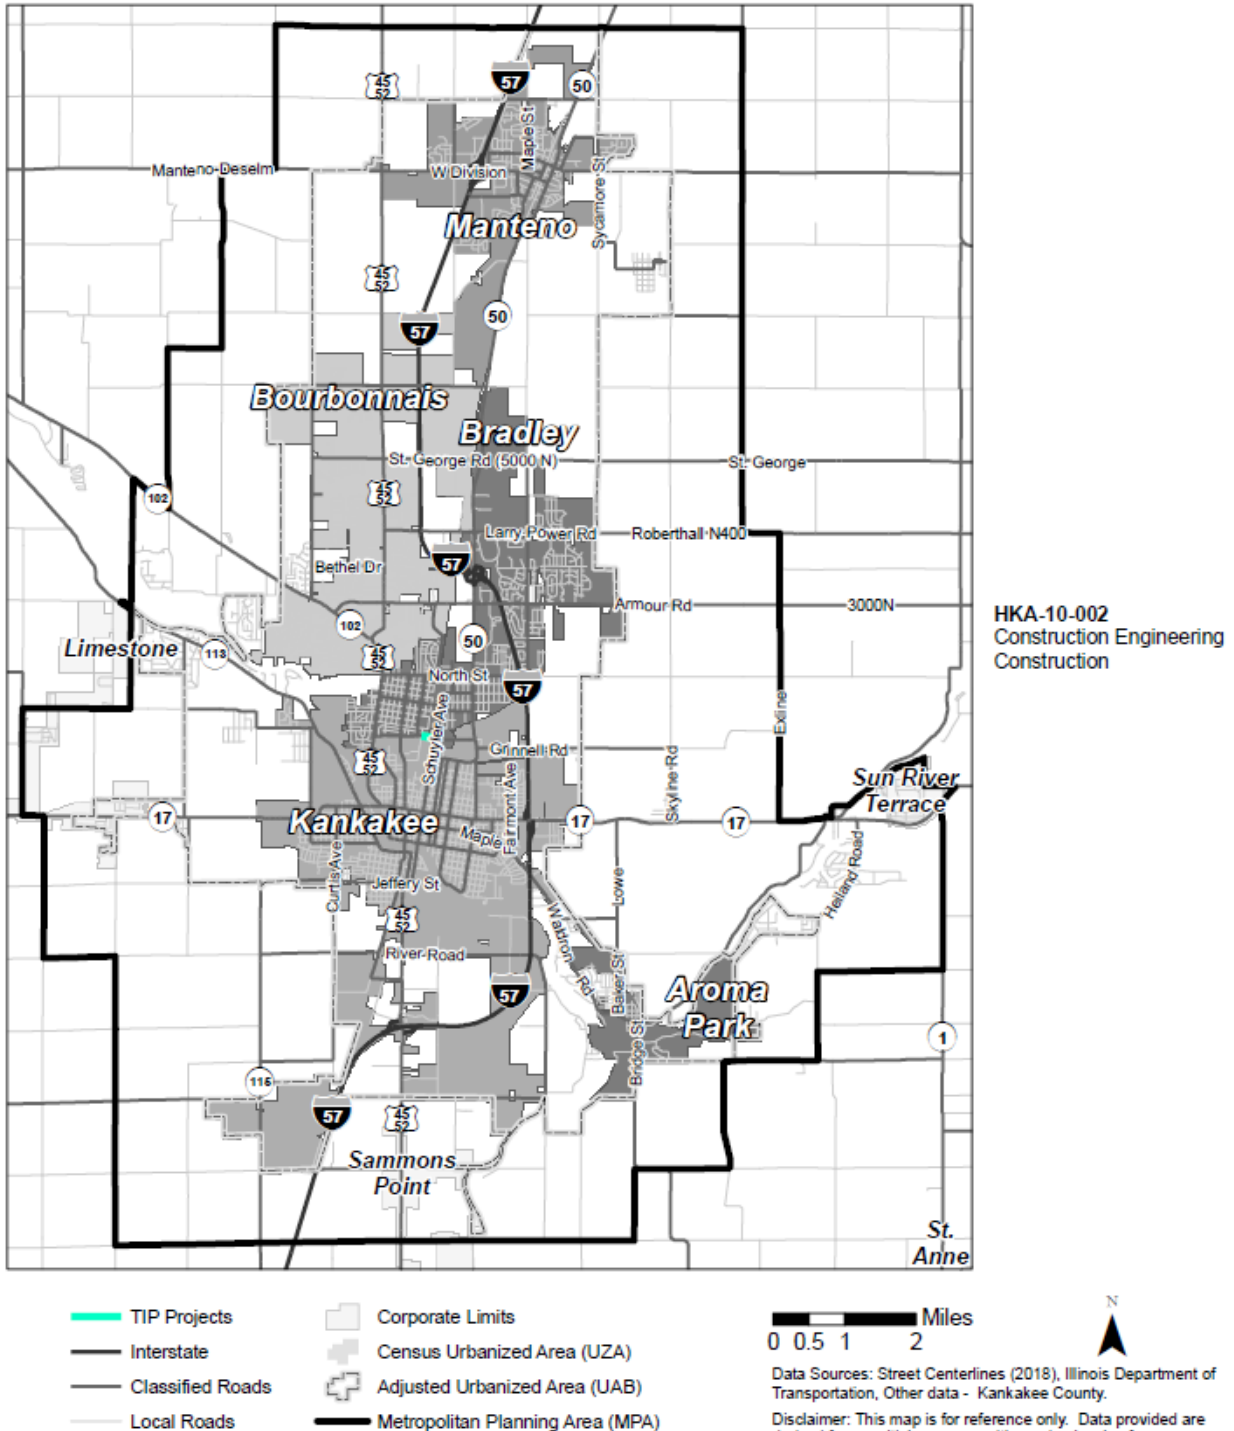 57
45
52
50
Maple St
Manteno-Deselm
W Division
Sycamore St
Manteno
45
52
50
57
Bourbonnais
Bradley
St. George Rd (5000 N)
St. George
45
52
102
Larry Power Rd
Roberthall N400
57
Bethel Dr
Armour Rd
3000N
HKA-10-002
Construction Engineering
Construction
102
50
Limestone
113
45
52
North St
57
Schuyler Ave
Exline
Grinnell Rd
Skyline Rd
45
52
Fairmont Ave
Sun River
Terrace
17
Kankakee
17
17
Maple
Curtis Ave
Jeffery St
Lowe
Heiland Road
45
52
Waldron Rd
River Road
Baker St
57
Aroma
Park
Bridge St
1
115
57
45
52
Sammons
Point
St.
Anne
TIP Projects
Interstate
Classified Roads
Local Roads
Corporate Limits
Census Urbanized Area (UZA)
Adjusted Urbanized Area (UAB)
Metropolitan Planning Area (MPA)
Miles
0 0.5 1 2
N
Data Sources: Street Centerlines (2018), Illinois Department of
Transportation, Other data - Kankakee County.
Disclaimer: This map is for reference only. Data provided are